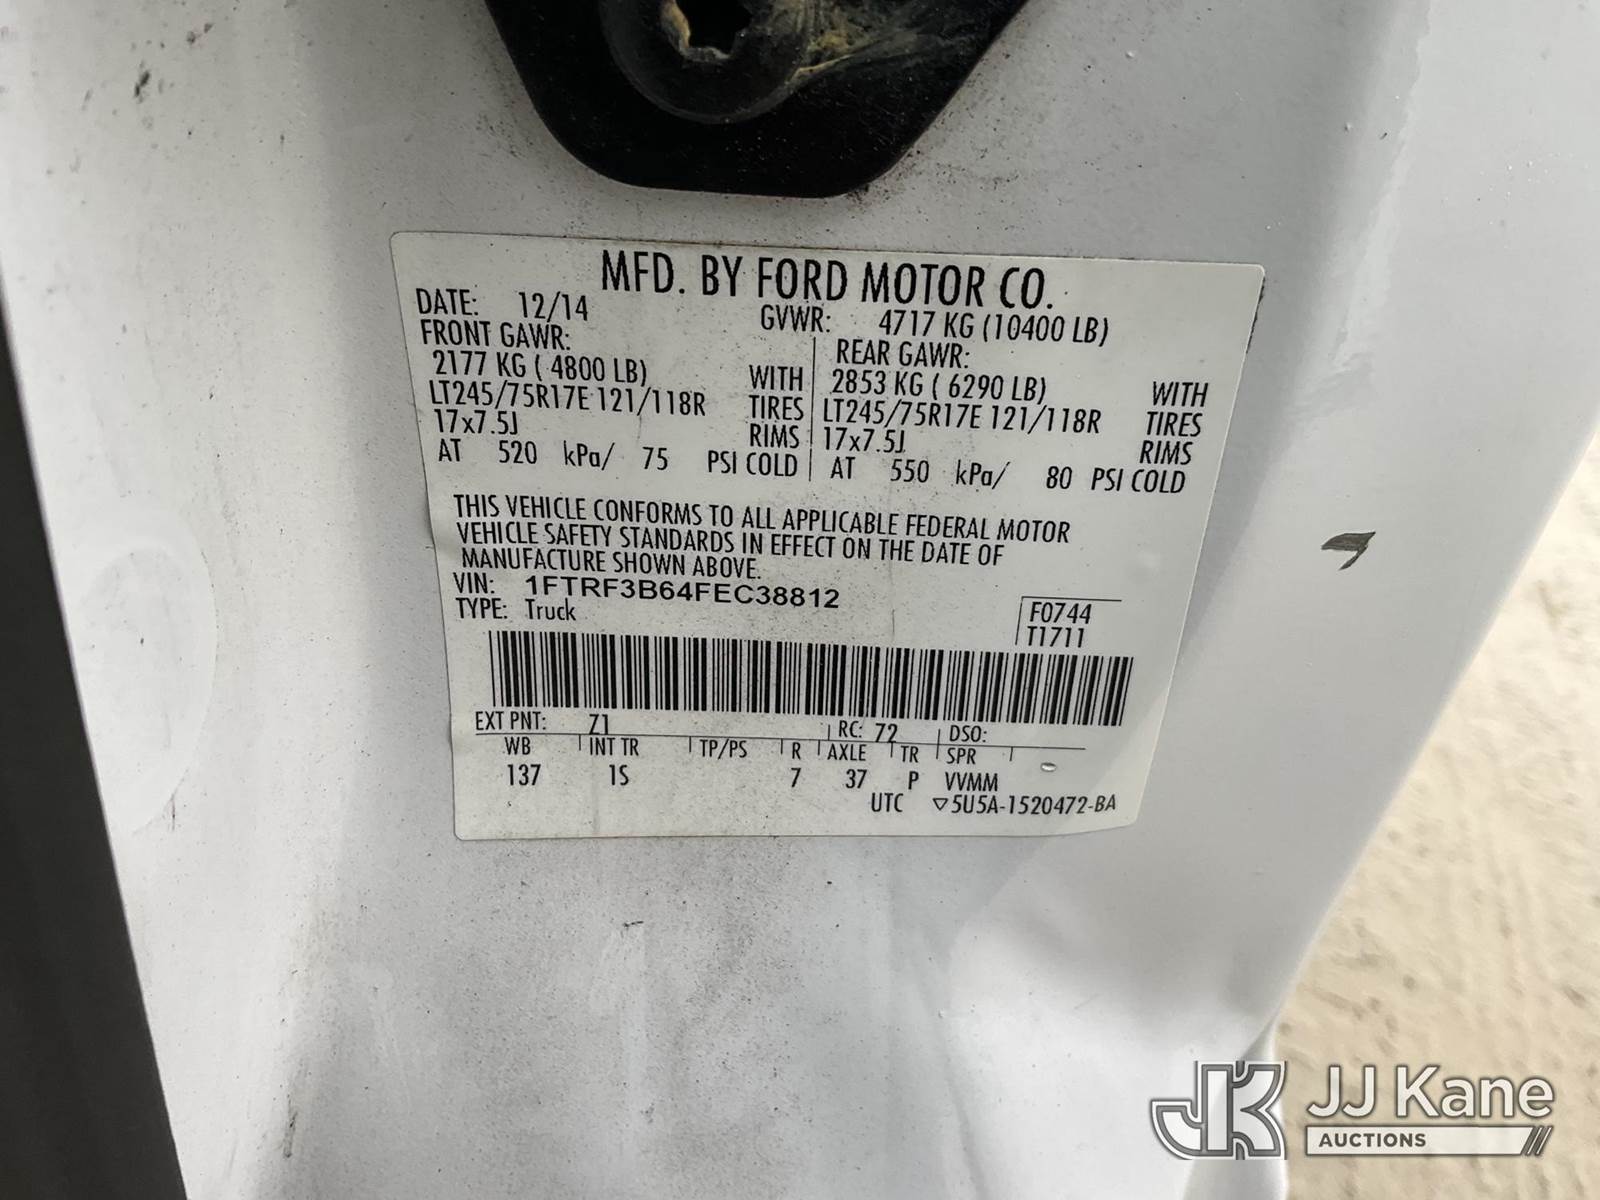 MFD. BY FORD MOTOR CO.
DATE: 12/14 GVWR: 4717 KG (10400 LB)
FRONT GAWR: REAR GAWR:
2177 KG ( 4800 LB) WITH 2853 KG ( 6290 LB) WITH
LT245/75R17E 121/118R TIRES LT245/75R17E 121/118R TIRES
17x7.5J RIMS 17x7.5J RIMS
AT 520 kPa/ 75 PSI COLD AT 550 kPa/ 80 PSI COLD
THIS VEHICLE CONFORMS TO ALL APPLICABLE FEDERAL MOTOR
VEHICLE SAFETY STANDARDS IN EFFECT ON THE DATE OF
MANUFACTURE SHOWN ABOVE.
VIN: 1FTRF3B64FEC38812
TYPE: Truck F0744
T1711
EXT PNT: Z1 RC: 72 DSO:
WB INT TR TP/PS R AXLE TR SPR
137 1S 7 37 P VVMM
UTC ▽5U5A-1520472-BA
JJ Kane
AUCTIONS